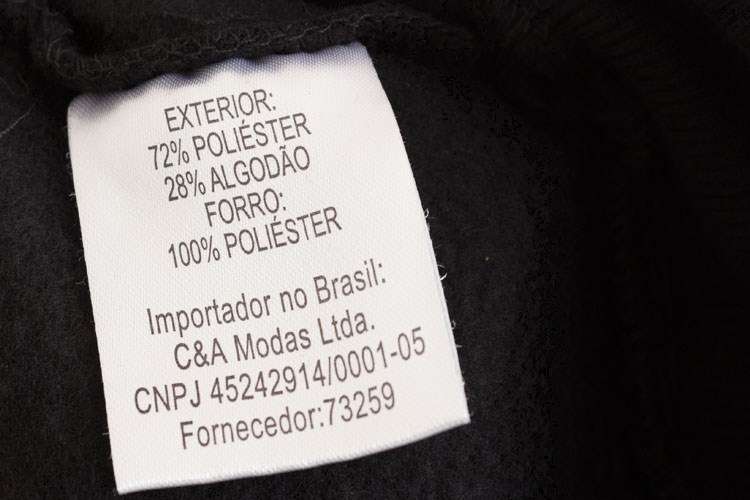 EXTERIOR:
72% POLIÉSTER
28% ALGODÃO
FORRO:
100% POLIÉSTER
Importador no Brasil:
C&A Modas Ltda.
CNPJ 45242914/0001-05
Fornecedor:73259